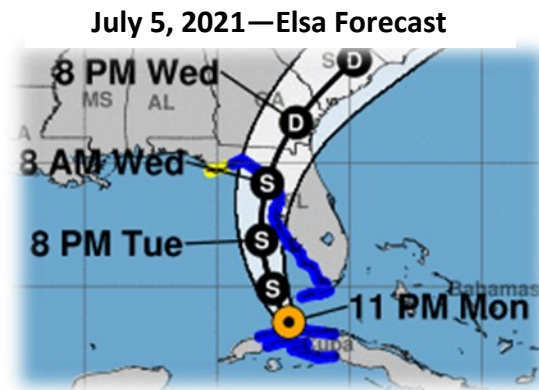 July 5, 2021—Elsa Forecast
S
D
8 PM Wed
MS AL GA
D
8 AM Wed
S
FL
8 PM Tue
S
S
11 PM Mon
Bahamas
Cuba